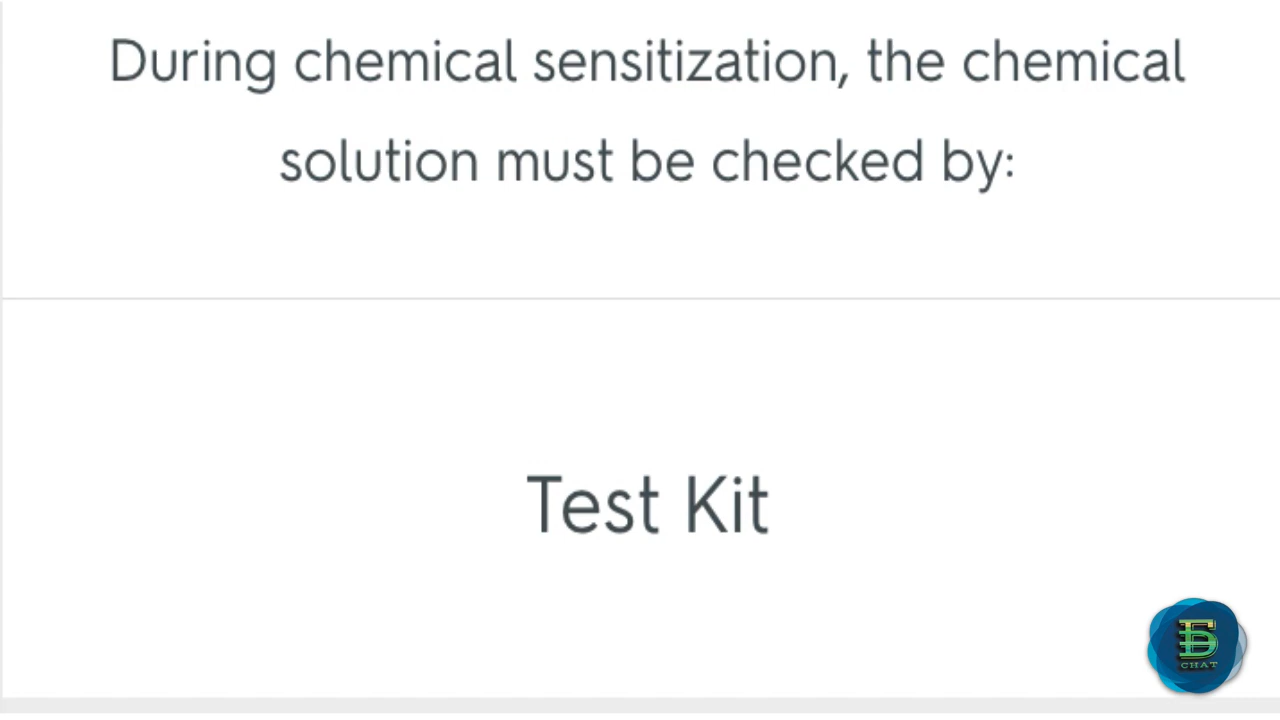 During chemical sensitization, the chemical
solution must be checked by:
Test Kit
Б
CHAT